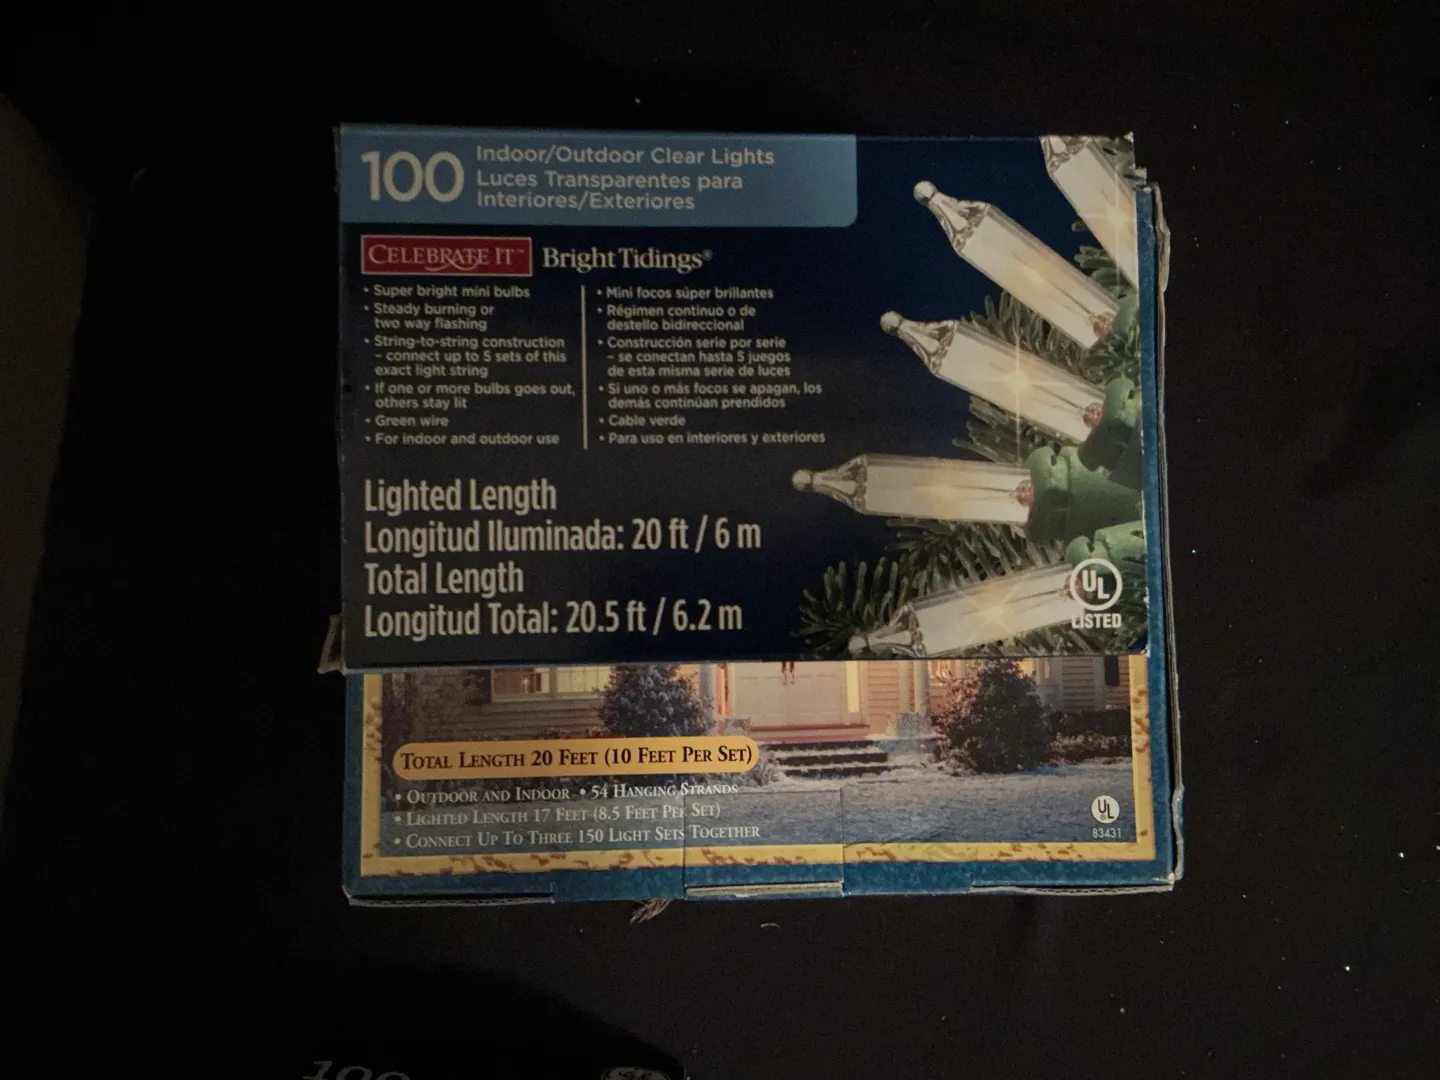 100
Indoor/Outdoor Clear Lights
Luces Transparentes para
Interiores/Exteriores
CELEBRATE IT™ Bright Tidings®
• Super bright mini bulbs
• Steady burning or
two way flashing
• String-to-string construction
– connect up to 5 sets of this
exact light string
• If one or more bulbs goes out,
others stay lit
• Green wire
• For indoor and outdoor use
• Mini focos súper brillantes
• Régimen continuo o de
destello bidireccional
• Construcción serie por serie
– se conectan hasta 5 juegos
de esta misma serie de luces
• Si uno o más focos se apagan, los
demás continúan prendidos
• Cable verde
• Para uso en interiores y exteriores
Lighted Length
Longitud Iluminada: 20 ft / 6 m
Total Length
Longitud Total: 20.5 ft / 6.2 m
UL
LISTED
TOTAL LENGTH 20 FEET (10 FEET PER SET)
• OUTDOOR AND INDOOR • 54 HANGING STRANDS
• LIGHTED LENGTH 17 FEET (8.5 FEET PER SET)
• CONNECT UP TO THREE 150 LIGHT SETS TOGETHER
UL
83431
100